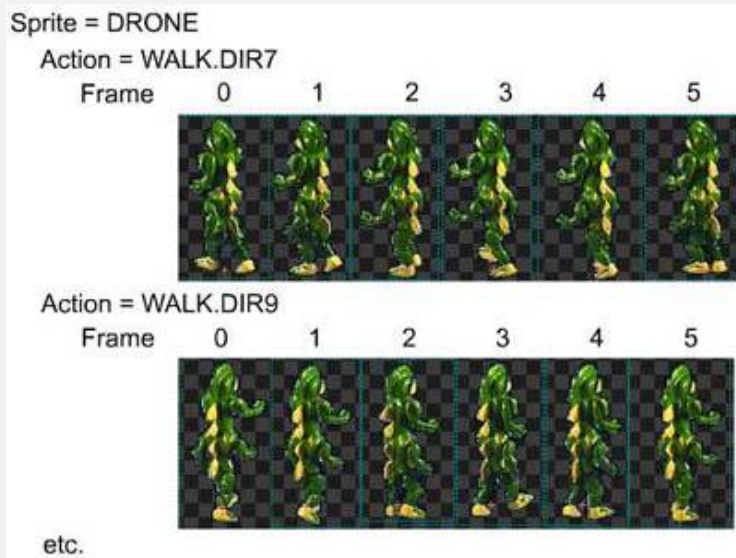 Sprite = DRONE
Action = WALK.DIR7
Frame 0 1 2 3 4 5
Action = WALK.DIR9
Frame 0 1 2 3 4 5
etc.